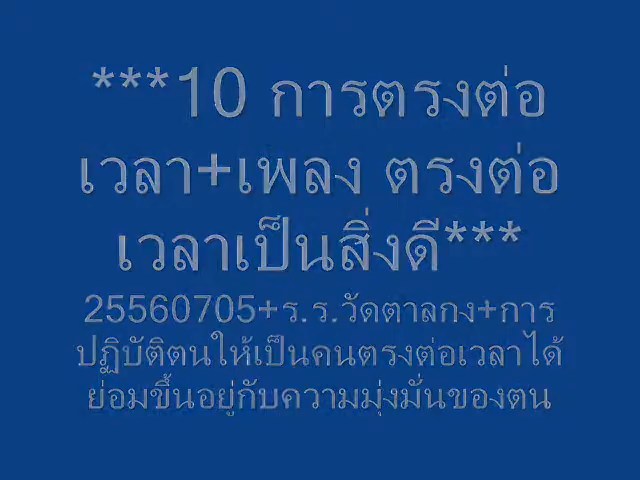 ***10 การตรงต่อ
เวลา+เพลง ตรงต่อ
เวลาเป็นสิ่งดี***
25560705+ร.ร.วัดตาลกง+การ
ปฏิบัติตนให้เป็นคนตรงต่อเวลาได้
ย่อมขึ้นอยู่กับความมุ่งมั่นของตน